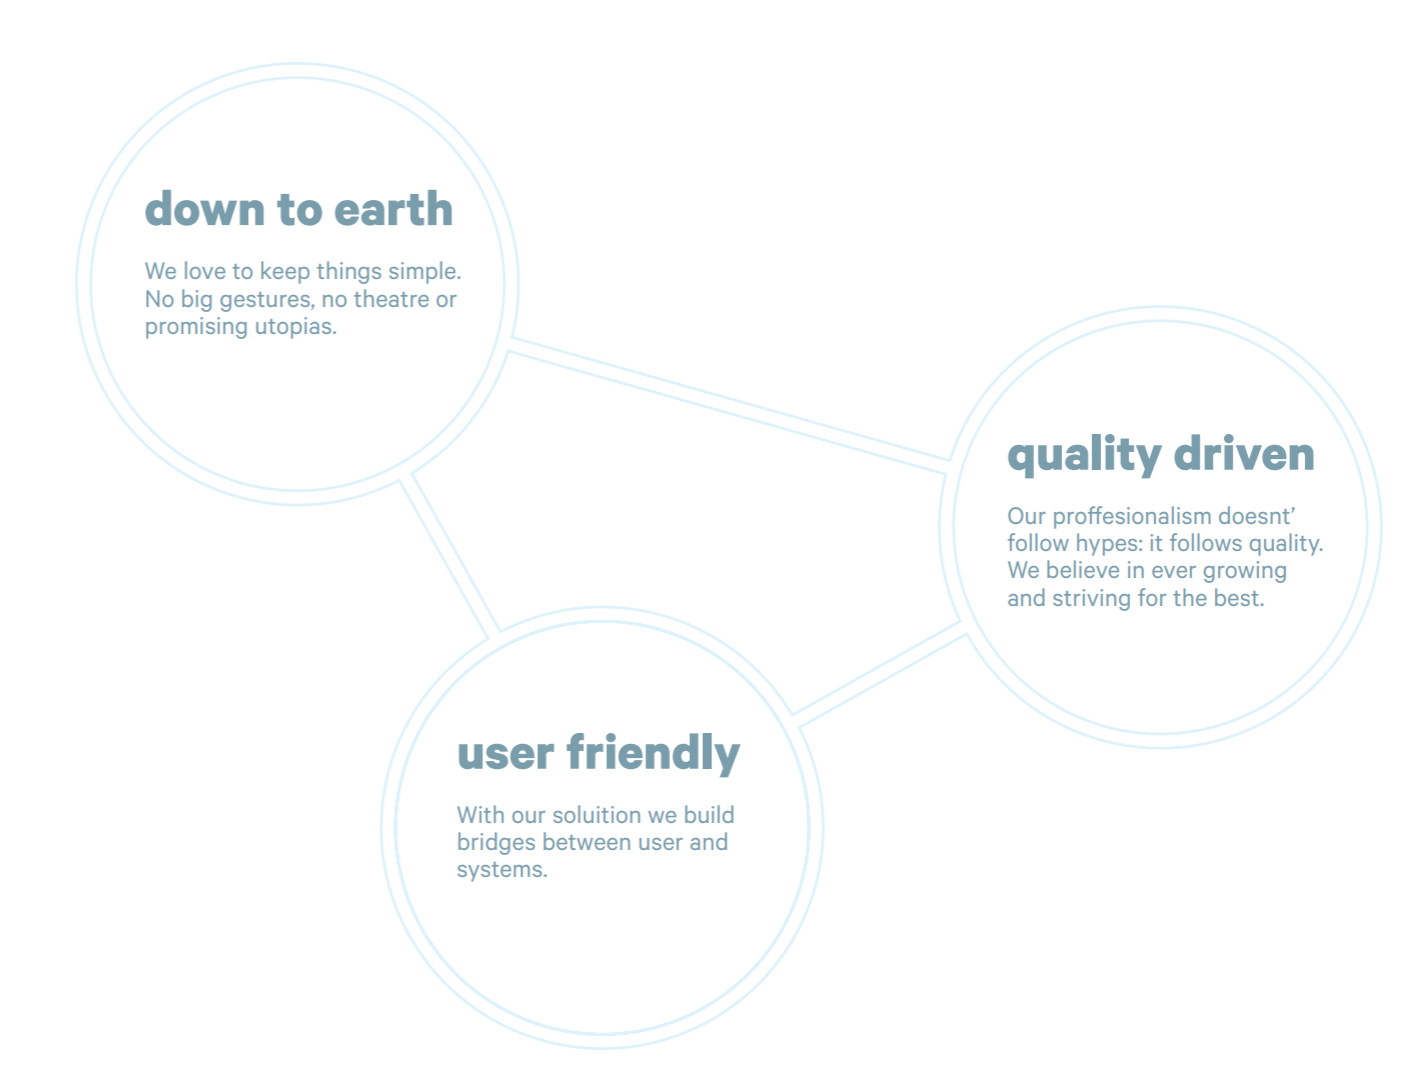 down to earth
We love to keep things simple.
No big gestures, no theatre or
promising utopias.
quality driven
Our proffesionalism doesnt’
follow hypes: it follows quality.
We believe in ever growing
and striving for the best.
user friendly
With our soluition we build
bridges between user and
systems.